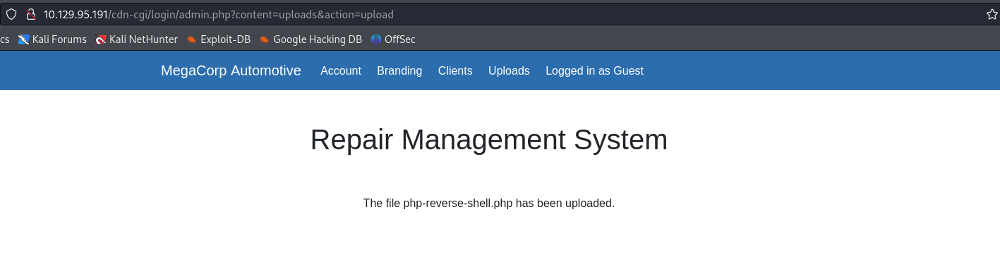 10.129.95.191/cdn-cgi/login/admin.php?content=uploads&action=upload
cs Kali Forums Kali NetHunter Exploit-DB Google Hacking DB OffSec
MegaCorp Automotive Account Branding Clients Uploads Logged in as Guest
Repair Management System
The file php-reverse-shell.php has been uploaded.